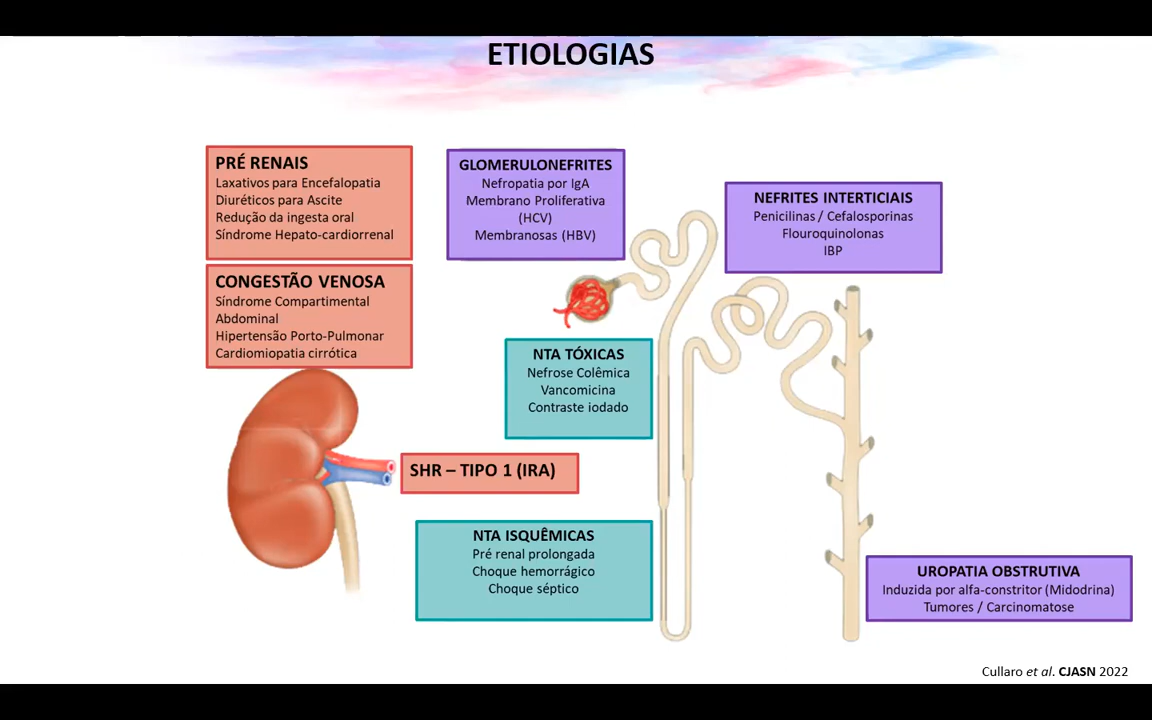 ETIOLOGIAS
PRÉ RENAIS
Laxativos para Encefalopatia
Diuréticos para Ascite
Redução da ingesta oral
Síndrome Hepato-cardiorrenal
CONGESTÃO VENOSA
Síndrome Compartimental
Abdominal
Hipertensão Porto-Pulmonar
Cardiomiopatia cirrótica
GLOMERULONEFRITES
Nefropatia por IgA
Membrano Proliferativa
(HCV)
Membranosas (HBV)
NEFRITES INTERTICIAIS
Penicilinas / Cefalosporinas
Flouroquinolonas
IBP
NTA TÓXICAS
Nefrose Colêmica
Vancomicina
Contraste iodado
SHR – TIPO 1 (IRA)
NTA ISQUÊMICAS
Pré renal prolongada
Choque hemorrágico
Choque séptico
UROPATIA OBSTRUTIVA
Induzida por alfa-constritor (Midodrina)
Tumores / Carcinomatose
Cullaro et al. CJASN 2022